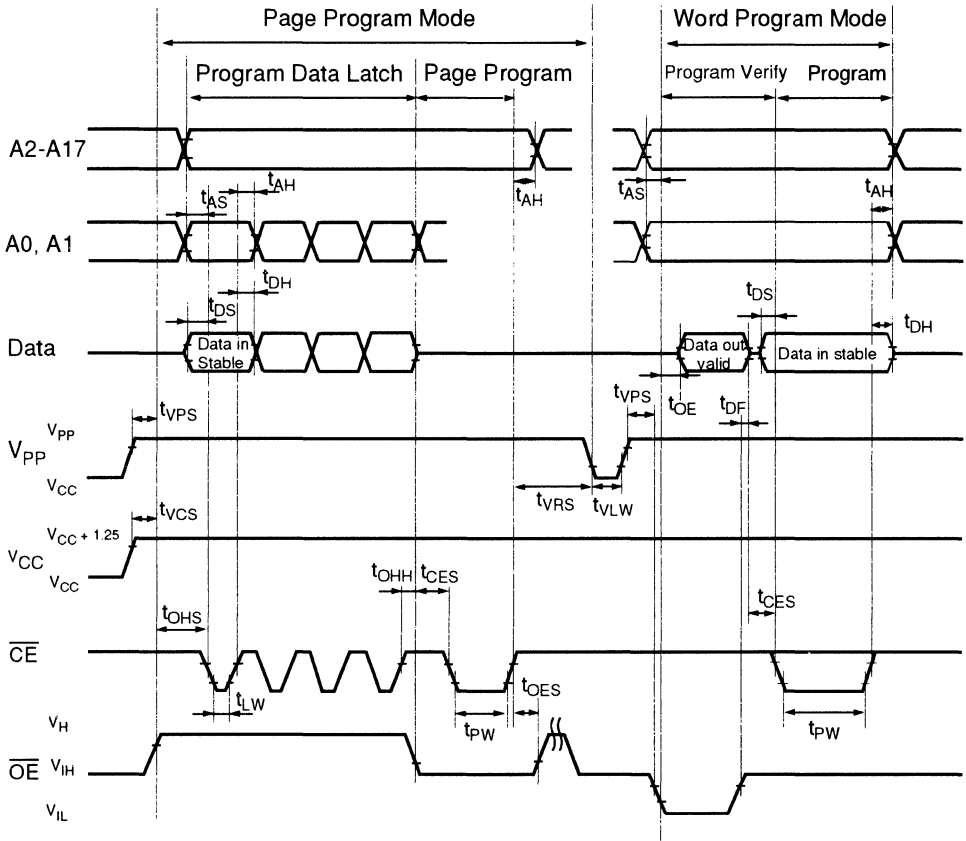 Page Program Mode
Word Program Mode
Program Data Latch
Page Program
Program Verify
Program
A2-A17
tAH
tAS
tAH
tAS
tAH
A0, A1
tDH
tDS
tDS
tDH
Data
Data in Stable
Data out valid
Data in stable
tVPS
tVPS
tOE
tDF
VPP
VPP
VCC
tVRS
tVLW
tVCS
VCC + 1.25
VCC
VCC
tOHH
tCES
tCES
tOHS
CE
tLW
tOES
tPW
tPW
VH
OE
VIH
VIL